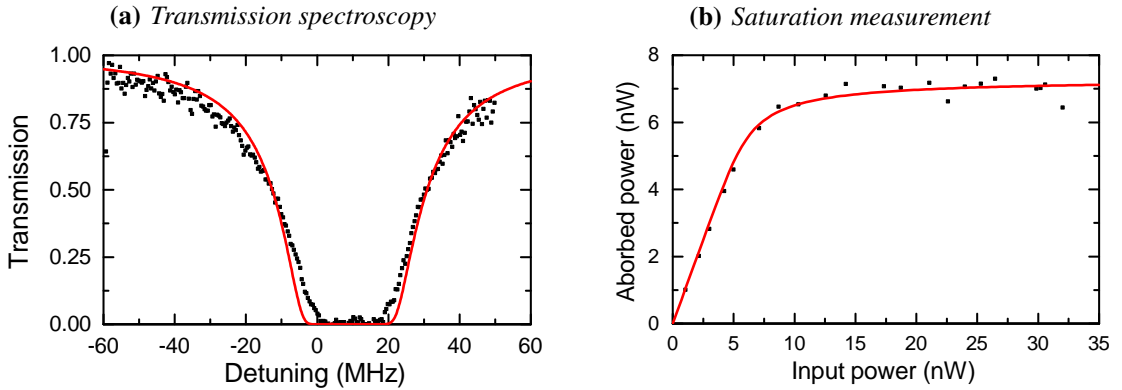 (a) Transmission spectroscopy
1.00
0.75
0.50
0.25
0.00
Transmission
-60 -40 -20 0 20 40 60
Detuning (MHz)
(b) Saturation measurement
8
6
4
2
0
Aborbed power (nW)
0 5 10 15 20 25 30 35
Input power (nW)